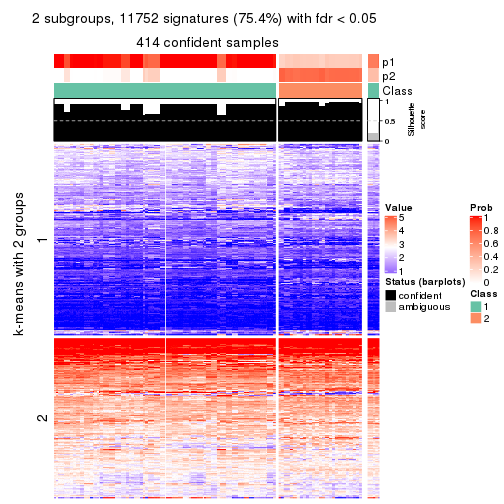 2 subgroups, 11752 signatures (75.4%) with fdr < 0.05
414 confident samples
p1
p2
Class
1
0.5
0
Silhouette
score
k-means with 2 groups
1
2
Value
5
4
3
2
1
Status (barplots)
confident
ambiguous
Prob
1
0.8
0.6
0.4
0.2
0
Class
1
2